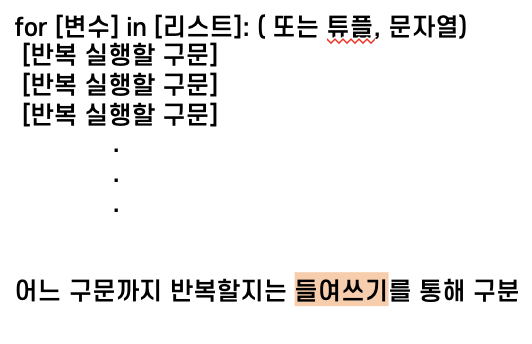 for [변수] in [리스트]: ( 또는 튜플, 문자열)
[반복 실행할 구문]
[반복 실행할 구문]
[반복 실행할 구문]
.
.
.
어느 구문까지 반복할지는 들여쓰기를 통해 구분